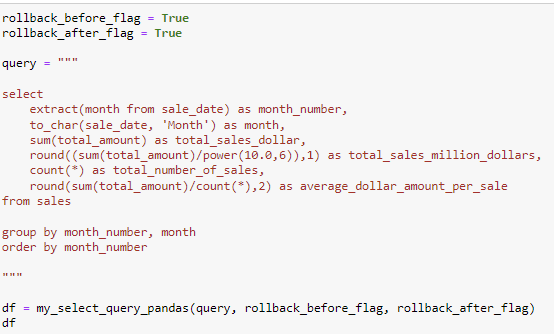 rollback_before_flag = True
rollback_after_flag = True
query = """
select
extract(month from sale_date) as month_number,
to_char(sale_date, 'Month') as month,
sum(total_amount) as total_sales_dollar,
round((sum(total_amount)/power(10.0,6)),1) as total_sales_million_dollars,
count(*) as total_number_of_sales,
round(sum(total_amount)/count(*),2) as average_dollar_amount_per_sale
from sales
group by month_number, month
order by month_number
"""
df = my_select_query_pandas(query, rollback_before_flag, rollback_after_flag)
df